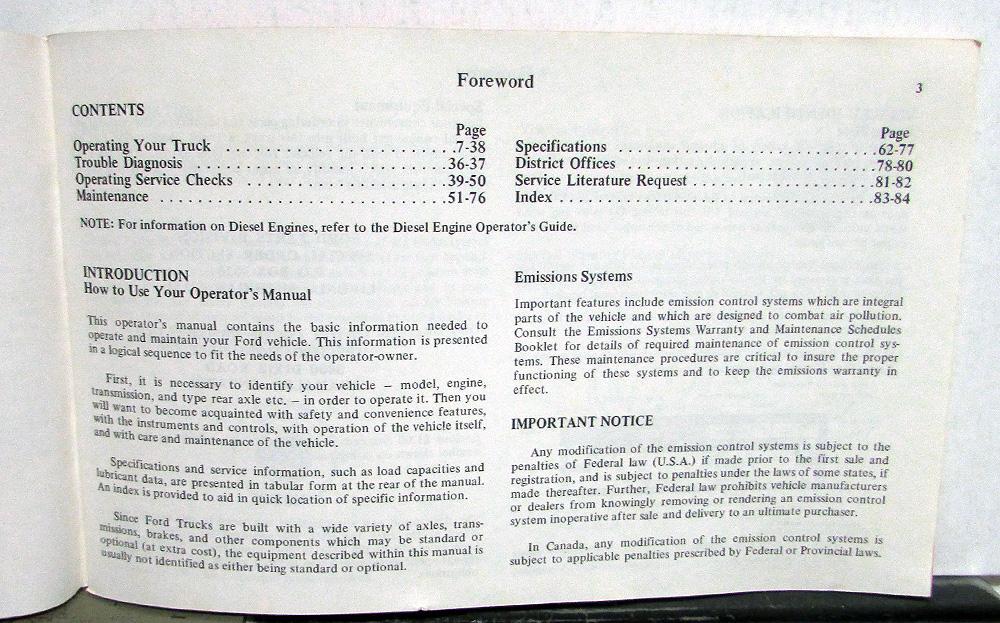 Foreword
3
CONTENTS
Page
Operating Your Truck . . . . . . . . . . . . . . . . . . . . . . .7-38
Trouble Diagnosis . . . . . . . . . . . . . . . . . . . . . . . . 36-37
Operating Service Checks . . . . . . . . . . . . . . . . . . . 39-50
Maintenance . . . . . . . . . . . . . . . . . . . . . . . . . . . 51-76
Page
Specifications . . . . . . . . . . . . . . . . . . . . . . . .62-77
District Offices . . . . . . . . . . . . . . . . . . . . . . .78-80
Service Literature Request . . . . . . . . . . . . . . . . .81-82
Index . . . . . . . . . . . . . . . . . . . . . . . . . . . . .83-84
NOTE: For information on Diesel Engines, refer to the Diesel Engine Operator's Guide.
INTRODUCTION
How to Use Your Operator's Manual
This operator's manual contains the basic information needed to
operate and maintain your Ford vehicle. This information is presented
in a logical sequence to fit the needs of the operator-owner.
First, it is necessary to identify your vehicle – model, engine,
transmission, and type rear axle etc. – in order to operate it. Then you
will want to become acquainted with safety and convenience features,
with the instruments and controls, with operation of the vehicle itself,
and with care and maintenance of the vehicle.
Specifications and service information, such as load capacities and
lubricant data, are presented in tabular form at the rear of the manual.
An index is provided to aid in quick location of specific information.
Since Ford Trucks are built with a wide variety of axles, trans-
missions, brakes, and other components which may be standard or
optional (at extra cost), the equipment described within this manual is
usually not identified as either being standard or optional.
Emissions Systems
Important features include emission control systems which are integral
parts of the vehicle and which are designed to combat air pollution.
Consult the Emissions Systems Warranty and Maintenance Schedules
Booklet for details of required maintenance of emission control sys-
tems. These maintenance procedures are critical to insure the proper
functioning of these systems and to keep the emissions warranty in
effect.
IMPORTANT NOTICE
Any modification of the emission control systems is subject to the
penalties of Federal law (U.S.A.) if made prior to the first sale and
registration, and is subject to penalties under the laws of some states, if
made thereafter. Further, Federal law prohibits vehicle manufacturers
or dealers from knowingly removing or rendering an emission control
system inoperative after sale and delivery to an ultimate purchaser.
In Canada, any modification of the emission control systems is
subject to applicable penalties prescribed by Federal or Provincial laws.